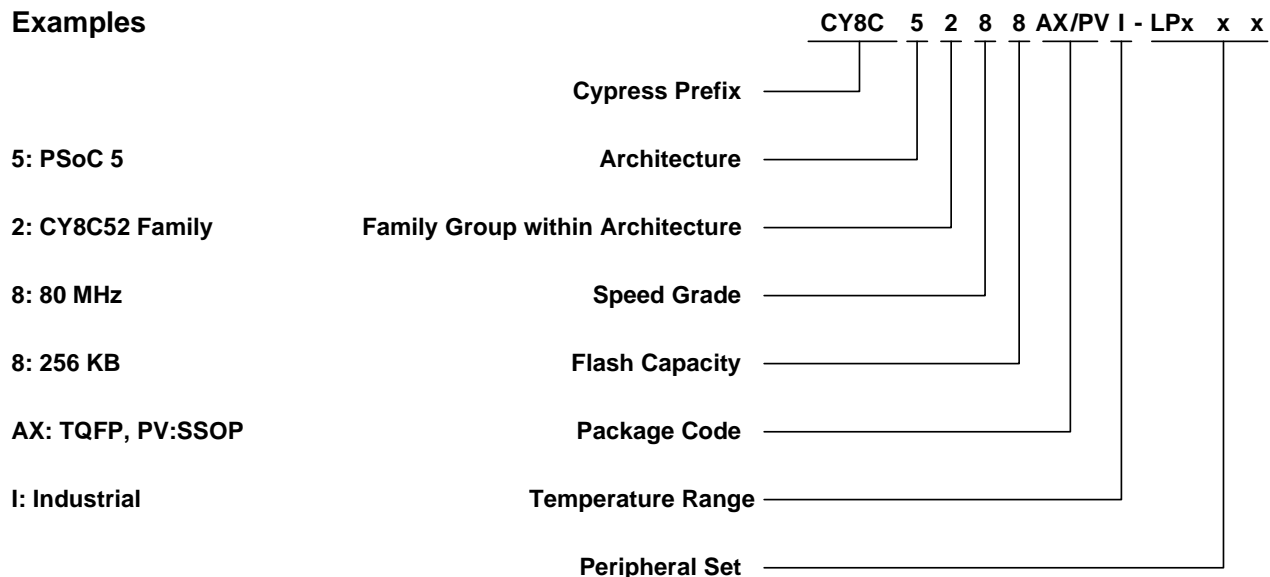 Examples CY8C 5 2 8 8 AX/PV I - LPx x x
Cypress Prefix
5: PSoC 5 Architecture
2: CY8C52 Family Family Group within Architecture
8: 80 MHz Speed Grade
8: 256 KB Flash Capacity
AX: TQFP, PV:SSOP Package Code
I: Industrial Temperature Range
Peripheral Set